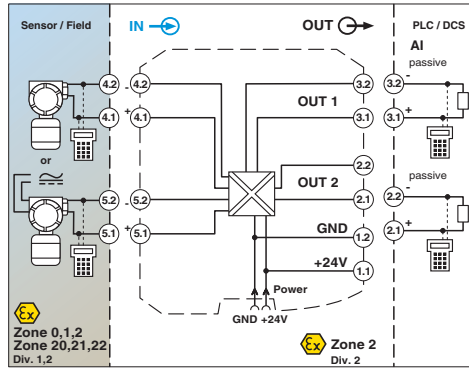 Sensor / Field
IN
OUT
PLC / DCS
AI
passive
4.2
4.2
-
3.2
3.2
-
OUT 1
4.1
+
4.1
3.1
3.1
+
or
2.2
OUT 2
passive
5.2
-
5.2
2.1
2.2
-
GND
1.2
2.1
+
5.1
+
5.1
+24V
1.1
Power
GND +24V
Ex
Zone 0,1,2
Zone 20,21,22
Div. 1,2
Ex
Zone 2
Div. 2